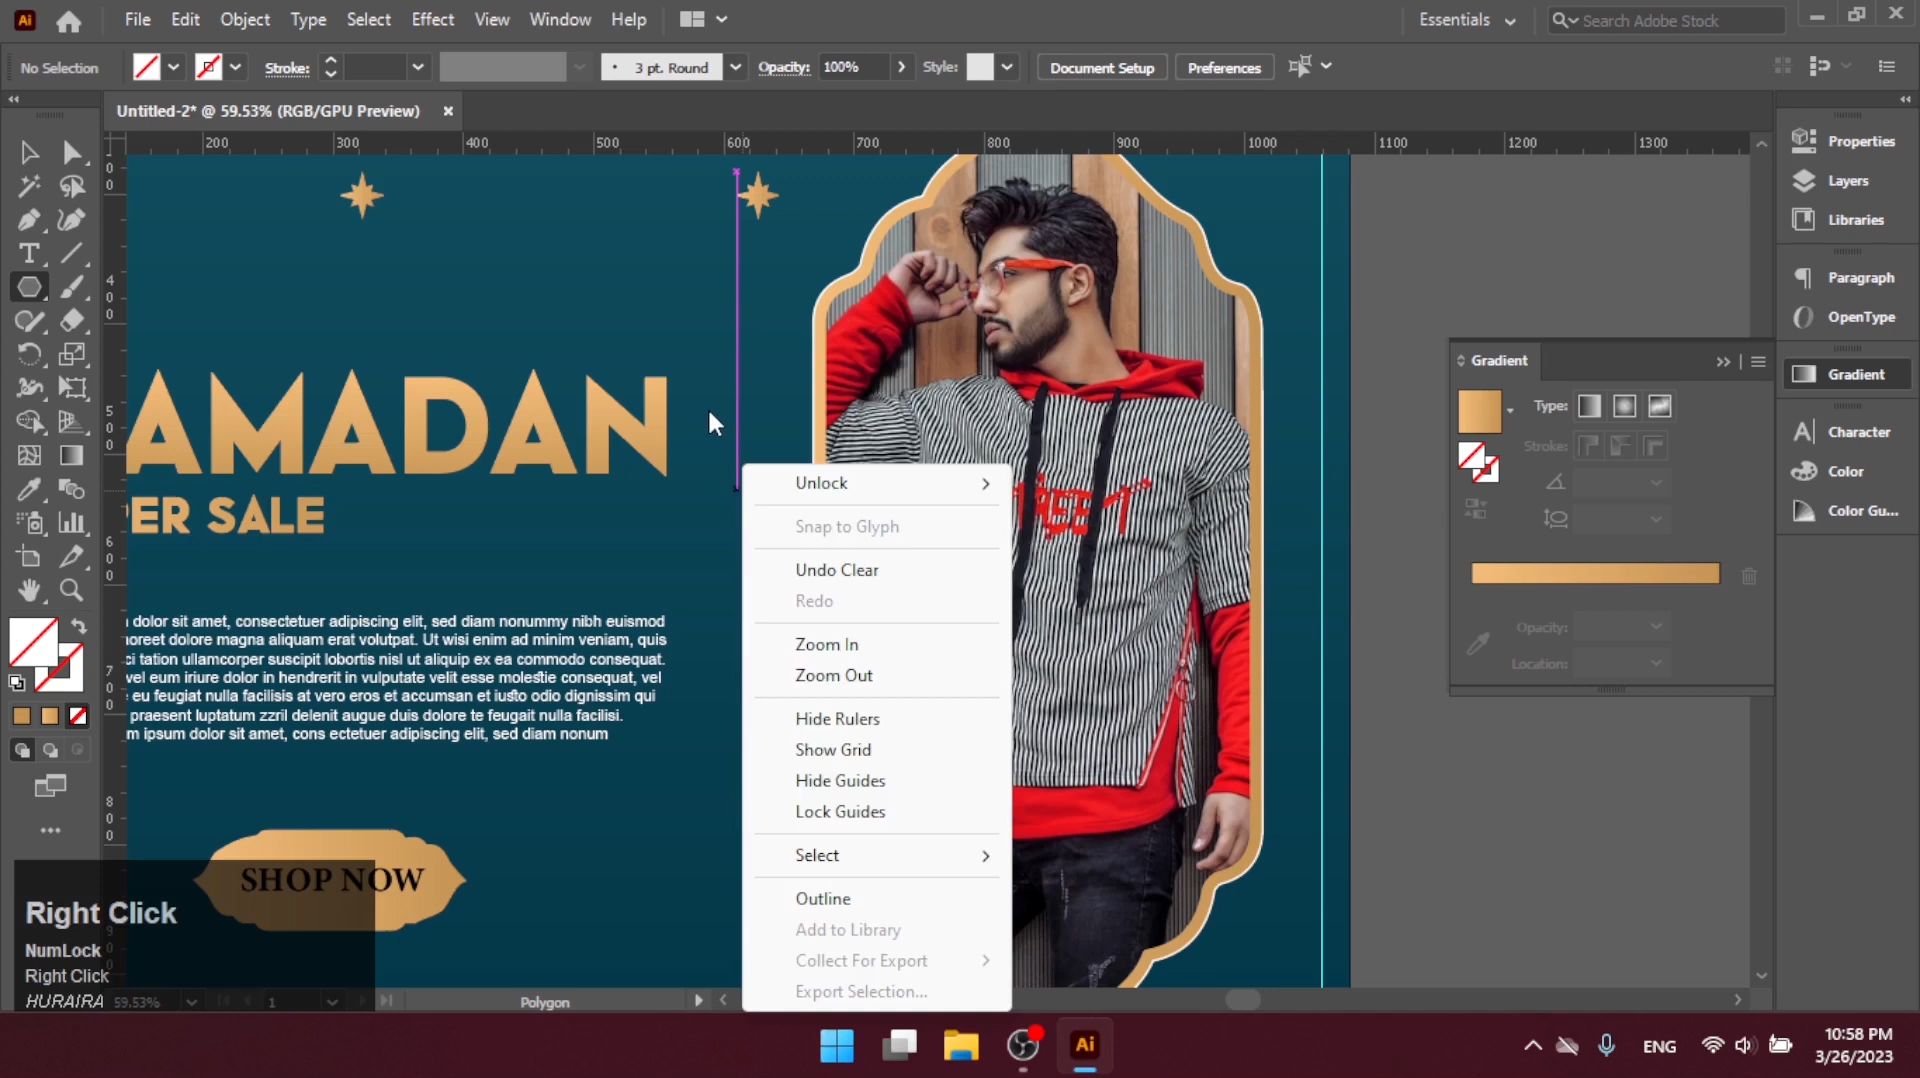 Ai
File Edit Object Type Select Effect View Window Help
Essentials
Search Adobe Stock
No Selection
Stroke:
3 pt. Round
Opacity: 100%
Style:
Document Setup
Preferences
Untitled-2* @ 59.53% (RGB/GPU Preview)
200 300 400 500 600 700 800 900 1000 1100 1200 1300
AMADAN
ER SALE
dolor sit amet, consectetuer adipiscing elit, sed diam nonummy nibh euismod
oreet dolore magna aliquam erat volutpat. Ut wisi enim ad minim veniam, quis
ci tation ullamcorper suscipit lobortis nisl ut aliquip ex ea commodo consequat.
vel eum iriure dolor in hendrerit in vulputate velit esse molestie consequat, vel
eu feugiat nulla facilisis at vero eros et accumsan et iusto odio dignissim qui
praesent luptatum zzril delenit augue duis dolore te feugait nulla facilisi.
m ipsum dolor sit amet, cons ectetuer adipiscing elit, sed diam nonum
SHOP NOW
Right Click
NumLock
Right Click
HURAIRA
59.53%
1
Polygon
Unlock
Snap to Glyph
Undo Clear
Redo
Zoom In
Zoom Out
Hide Rulers
Show Grid
Hide Guides
Lock Guides
Select
Outline
Add to Library
Collect For Export
Export Selection...
Gradient
Type:
Stroke:
Opacity:
Location:
Properties
Layers
Libraries
Paragraph
OpenType
Gradient
Character
Color
Color Gu...
Ai
ENG
10:58 PM
3/26/2023